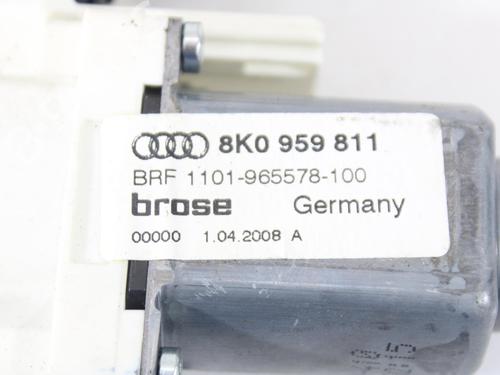 8K0 959 811
BRF 1101-965578-100
brose Germany
00000 1.04.2008 A